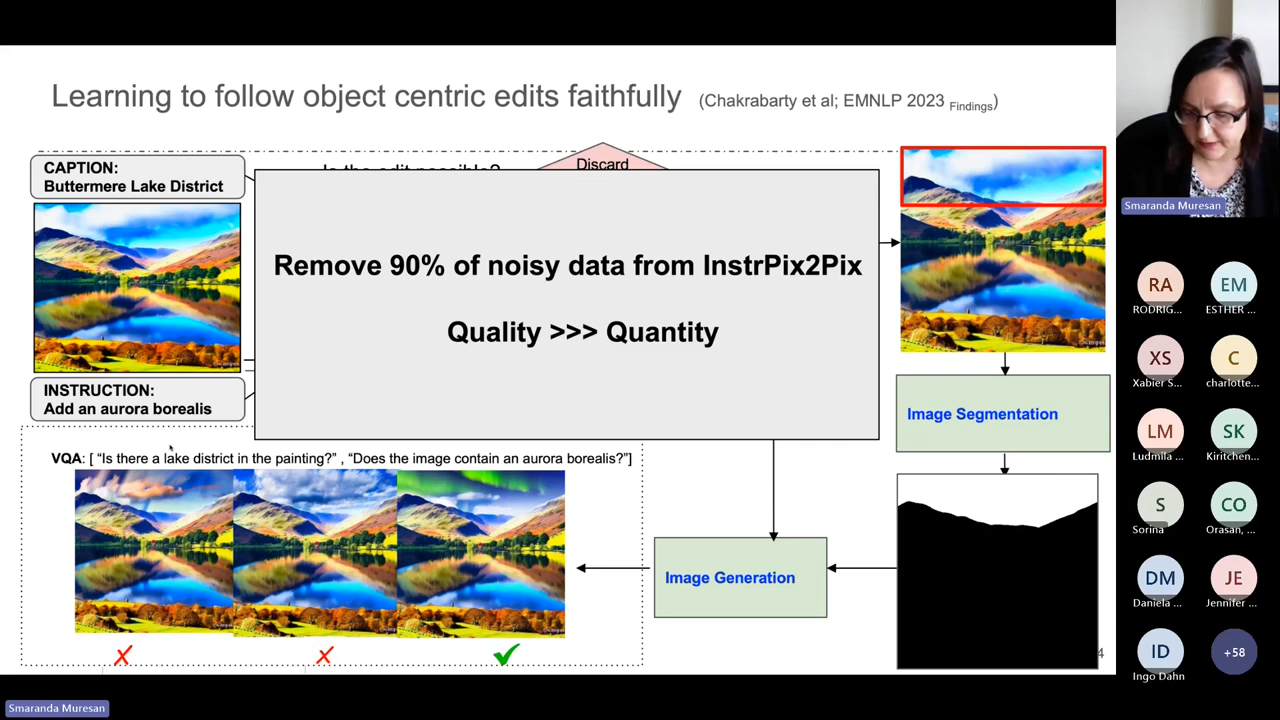 Learning to follow object centric edits faithfully (Chakrabarty et al; EMNLP 2023 Findings)
CAPTION:
Buttermere Lake District
Discard
Remove 90% of noisy data from InstrPix2Pix
Quality >>> Quantity
INSTRUCTION:
Add an aurora borealis
Image Segmentation
VQA: [ “Is there a lake district in the painting?” , “Does the image contain an aurora borealis?”]
Image Generation
4
Smaranda Muresan
RA
RODRIG...
EM
ESTHER ...
XS
Xabier S...
C
charlotte...
LM
Ludmila ...
SK
Kiritchen...
S
Sorina
CO
Orasan, ...
DM
Daniela ...
JE
Jennifer ...
ID
Ingo Dahn
+58
Smaranda Muresan